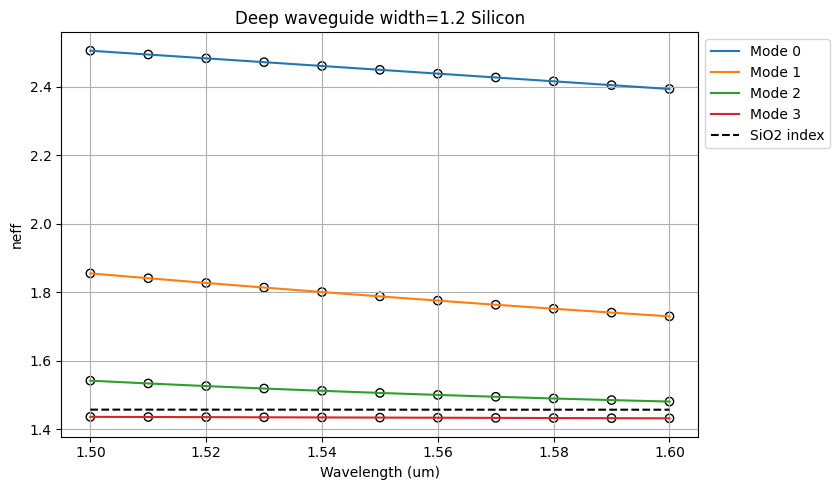 Deep waveguide width=1.2 Silicon
Mode 0
Mode 1
Mode 2
Mode 3
SiO2 index
neff
2.4
2.2
2.0
1.8
1.6
1.4
1.50
1.52
1.54
1.56
1.58
1.60
Wavelength (um)